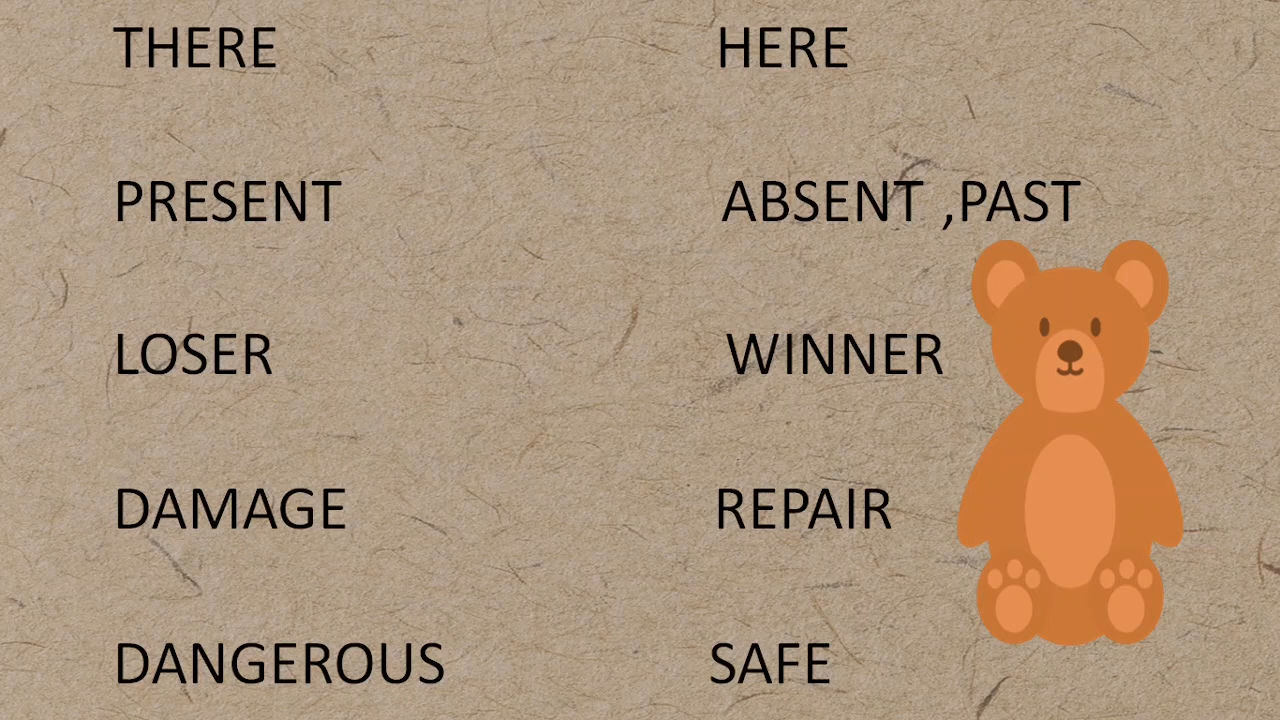 THERE HERE
PRESENT ABSENT ,PAST
LOSER WINNER
DAMAGE REPAIR
DANGEROUS SAFE